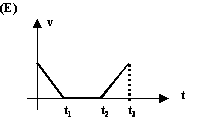 (E)
v
t
t₁ t₂ t₃